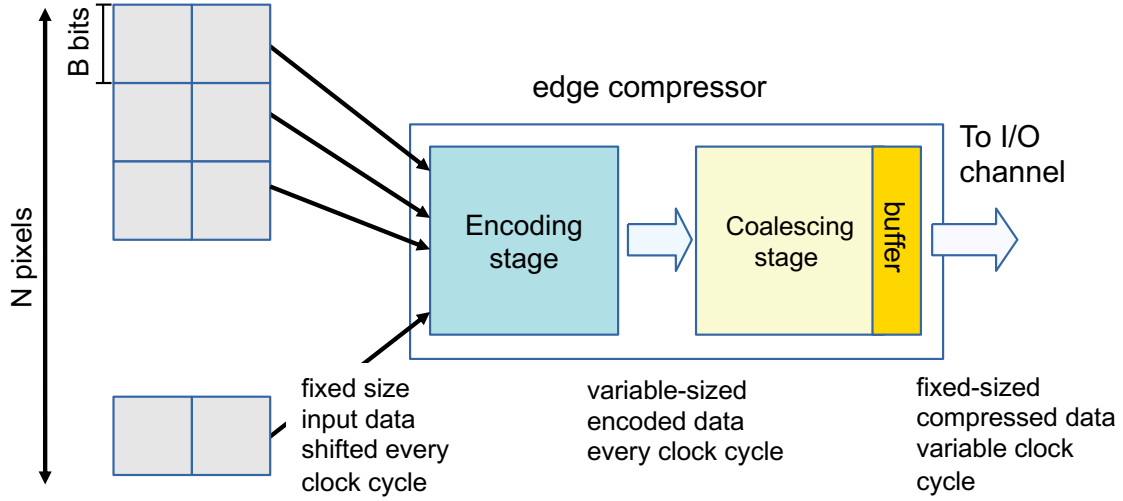 B bits
N pixels
edge compressor
To I/O
channel
Encoding
stage
Coalescing
stage
buffer
fixed size
input data
shifted every
clock cycle
variable-sized
encoded data
every clock cycle
fixed-sized
compressed data
variable clock
cycle